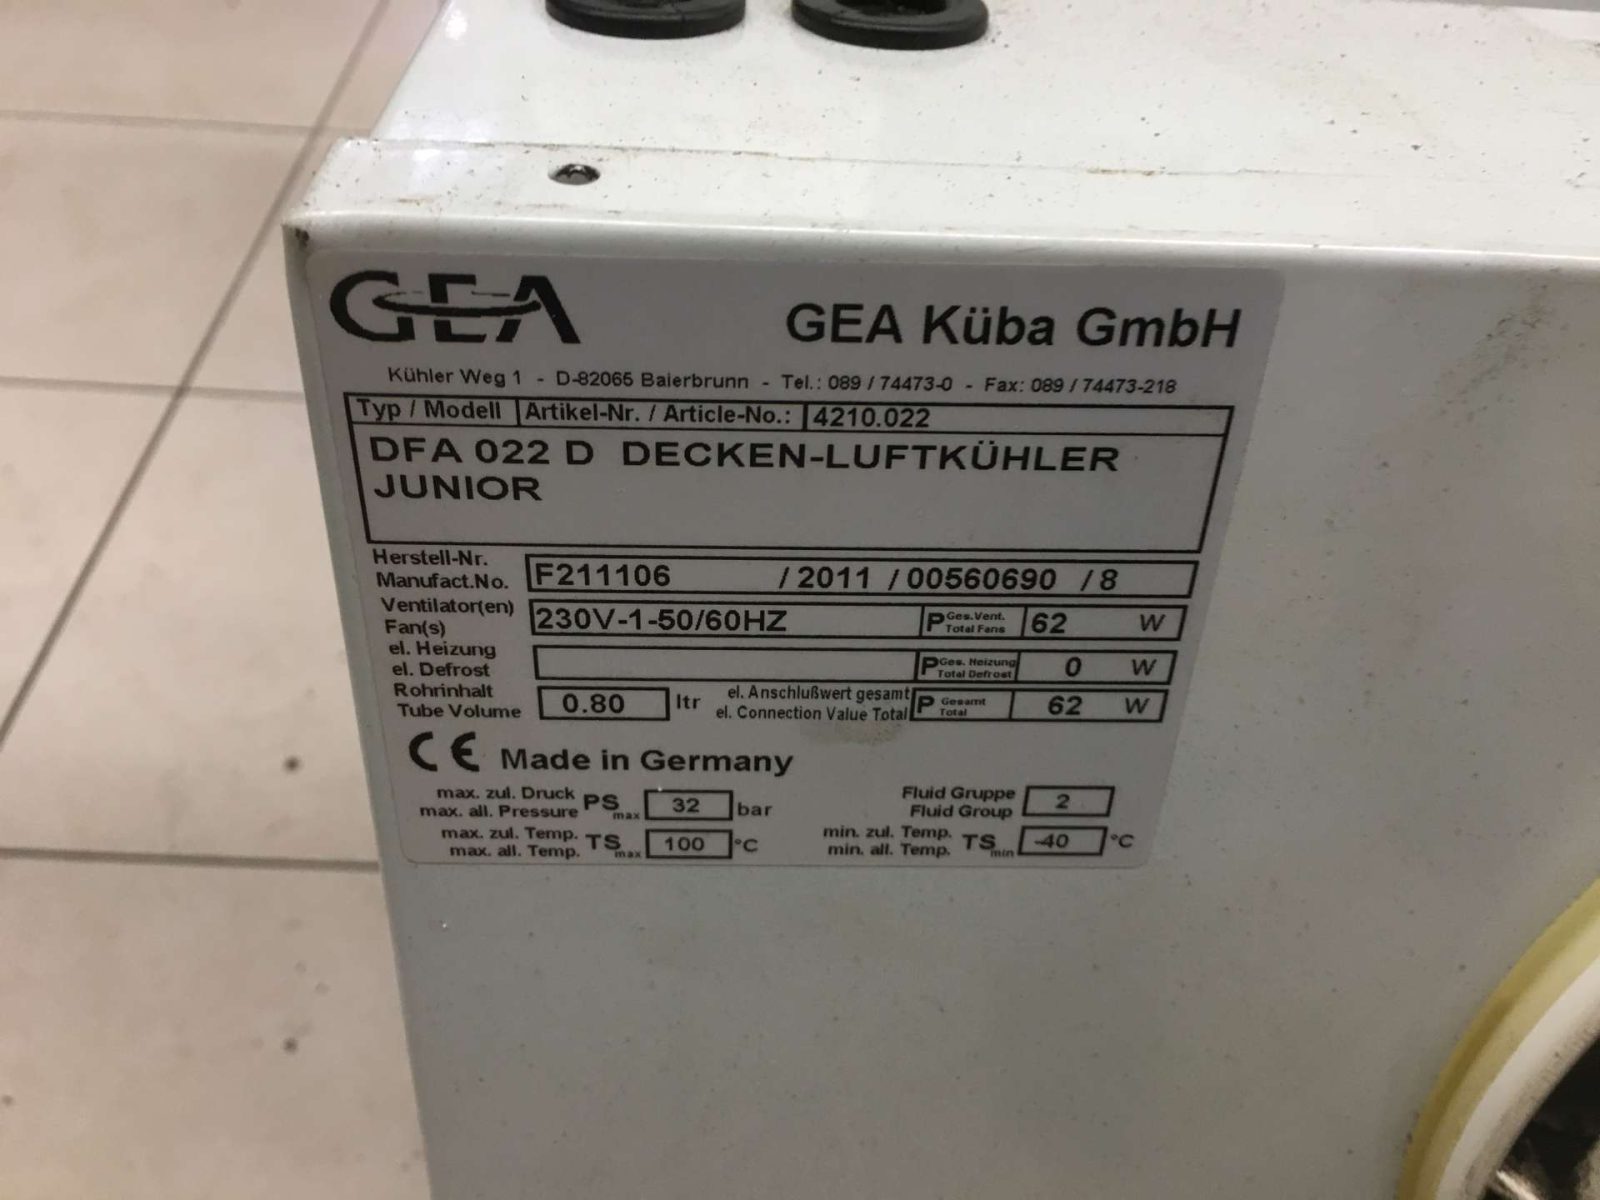 GEA GEA Küba GmbH
Kühler Weg 1 - D-82065 Baierbrunn - Tel.: 089 / 74473-0 - Fax: 089 / 74473-218
Typ / Modell Artikel-Nr. / Article-No.: 4210.022
DFA 022 D DECKEN-LUFTKÜHLER
JUNIOR
Herstell-Nr.
Manufact.No. F211106 / 2011 / 00560690 / 8
Ventilator(en)
Fan(s) 230V-1-50/60HZ P Ges.Vent. Total Fans 62 W
el. Heizung
el. Defrost P Ges. Heizung Total Defrost 0 W
Rohrinhalt
Tube Volume 0.80 ltr el. Anschlußwert gesamt el. Connection Value Total P Gesamt Total 62 W
CE Made in Germany
max. zul. Druck
max. all. Pressure PS max 32 bar Fluid Gruppe Fluid Group 2
max. zul. Temp.
max. all. Temp. TS max 100 °C min. zul. Temp. min. all. Temp. TS min -40 °C